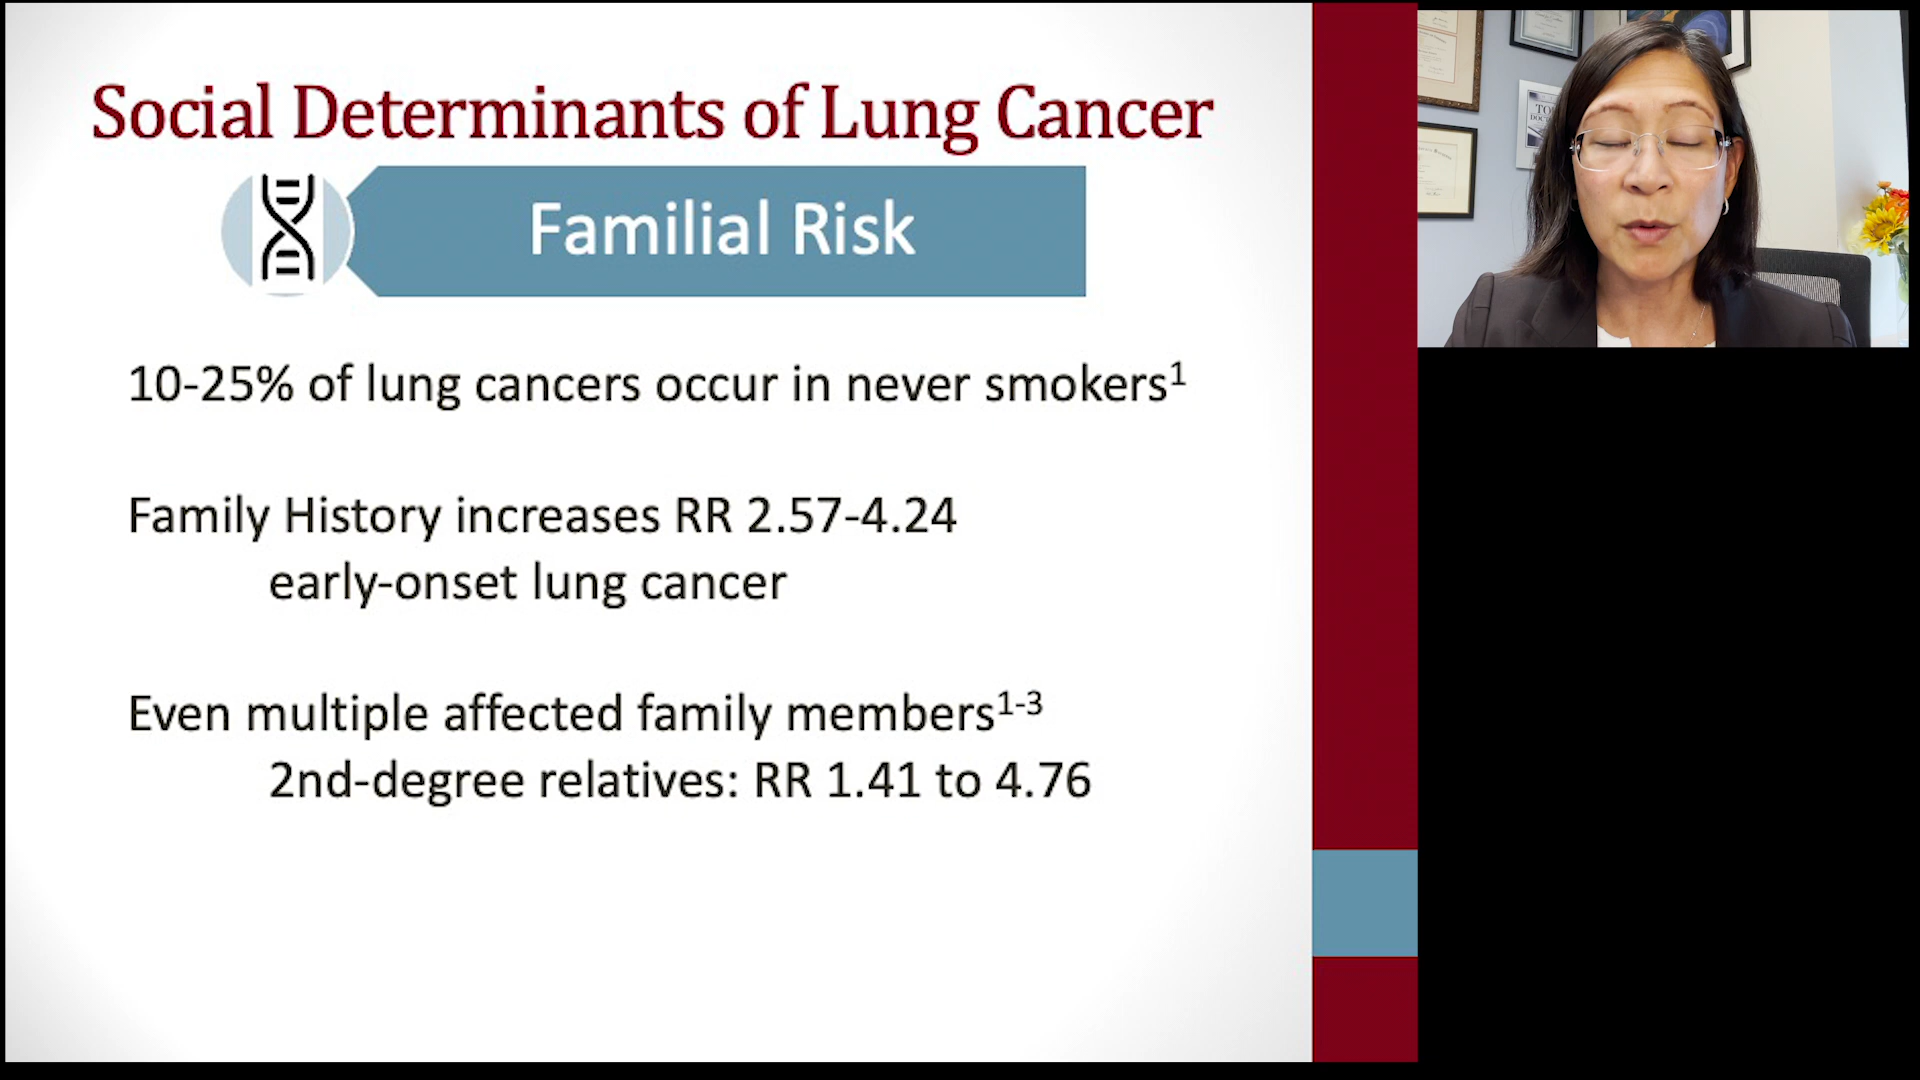 Social Determinants of Lung Cancer
Familial Risk
10-25% of lung cancers occur in never smokers¹
Family History increases RR 2.57-4.24
early-onset lung cancer
Even multiple affected family members¹⁻³
2nd-degree relatives: RR 1.41 to 4.76